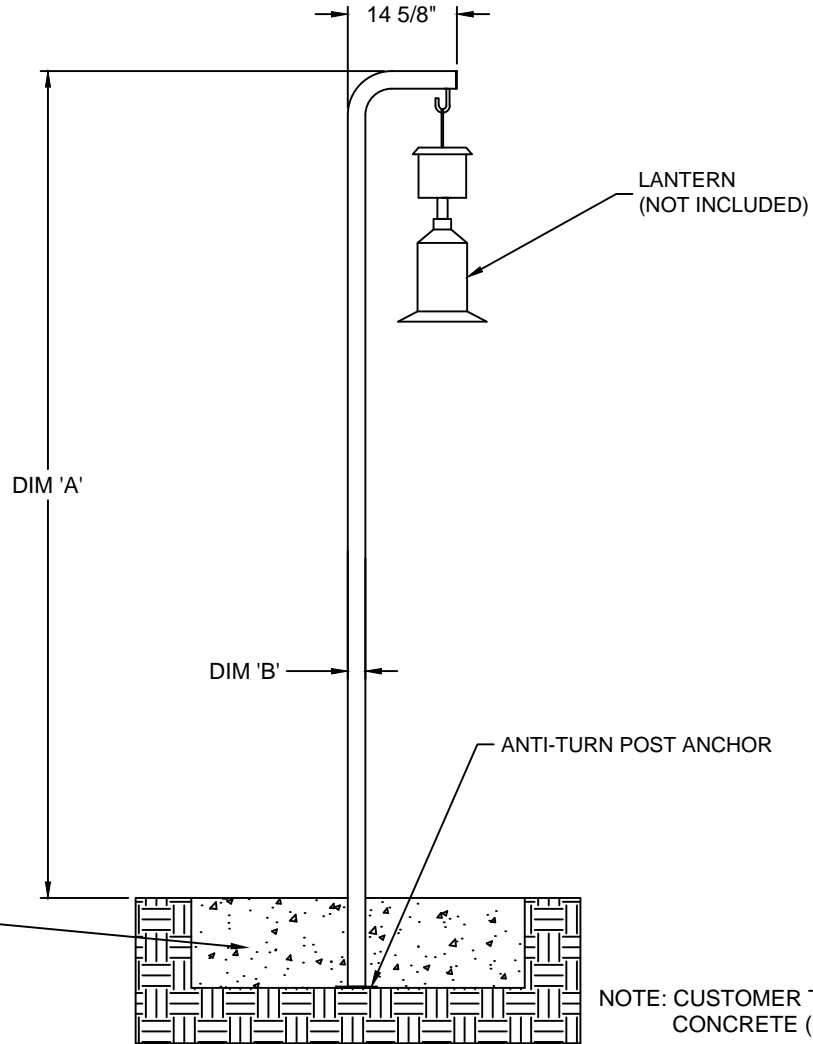 14 5/8"
LANTERN
(NOT INCLUDED)
DIM 'A'
DIM 'B'
ANTI-TURN POST ANCHOR
NOTE: CUSTOMER
CONCRETE (